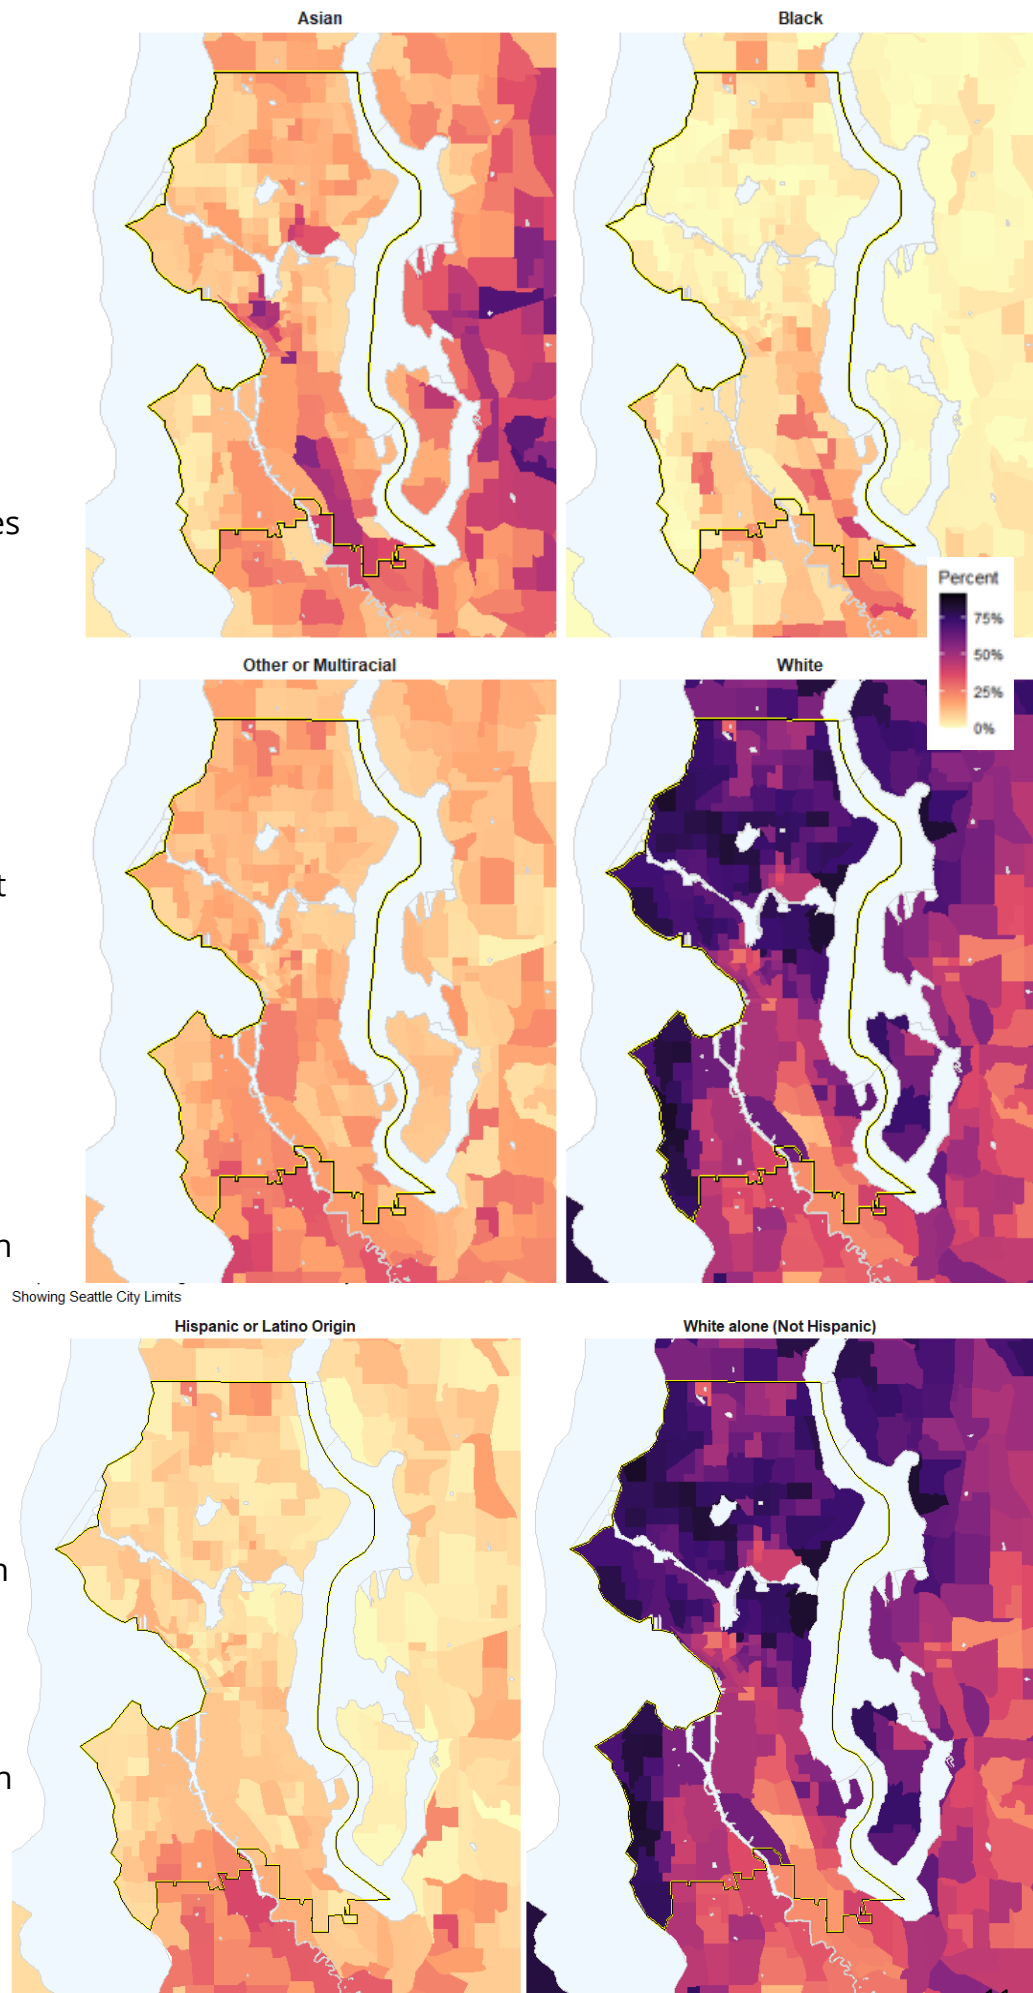 Asian
Black
es
Percent
75%
50%
25%
0%
Other or Multiracial
White
t
n
Showing Seattle City Limits
Hispanic or Latino Origin
White alone (Not Hispanic)
n
n